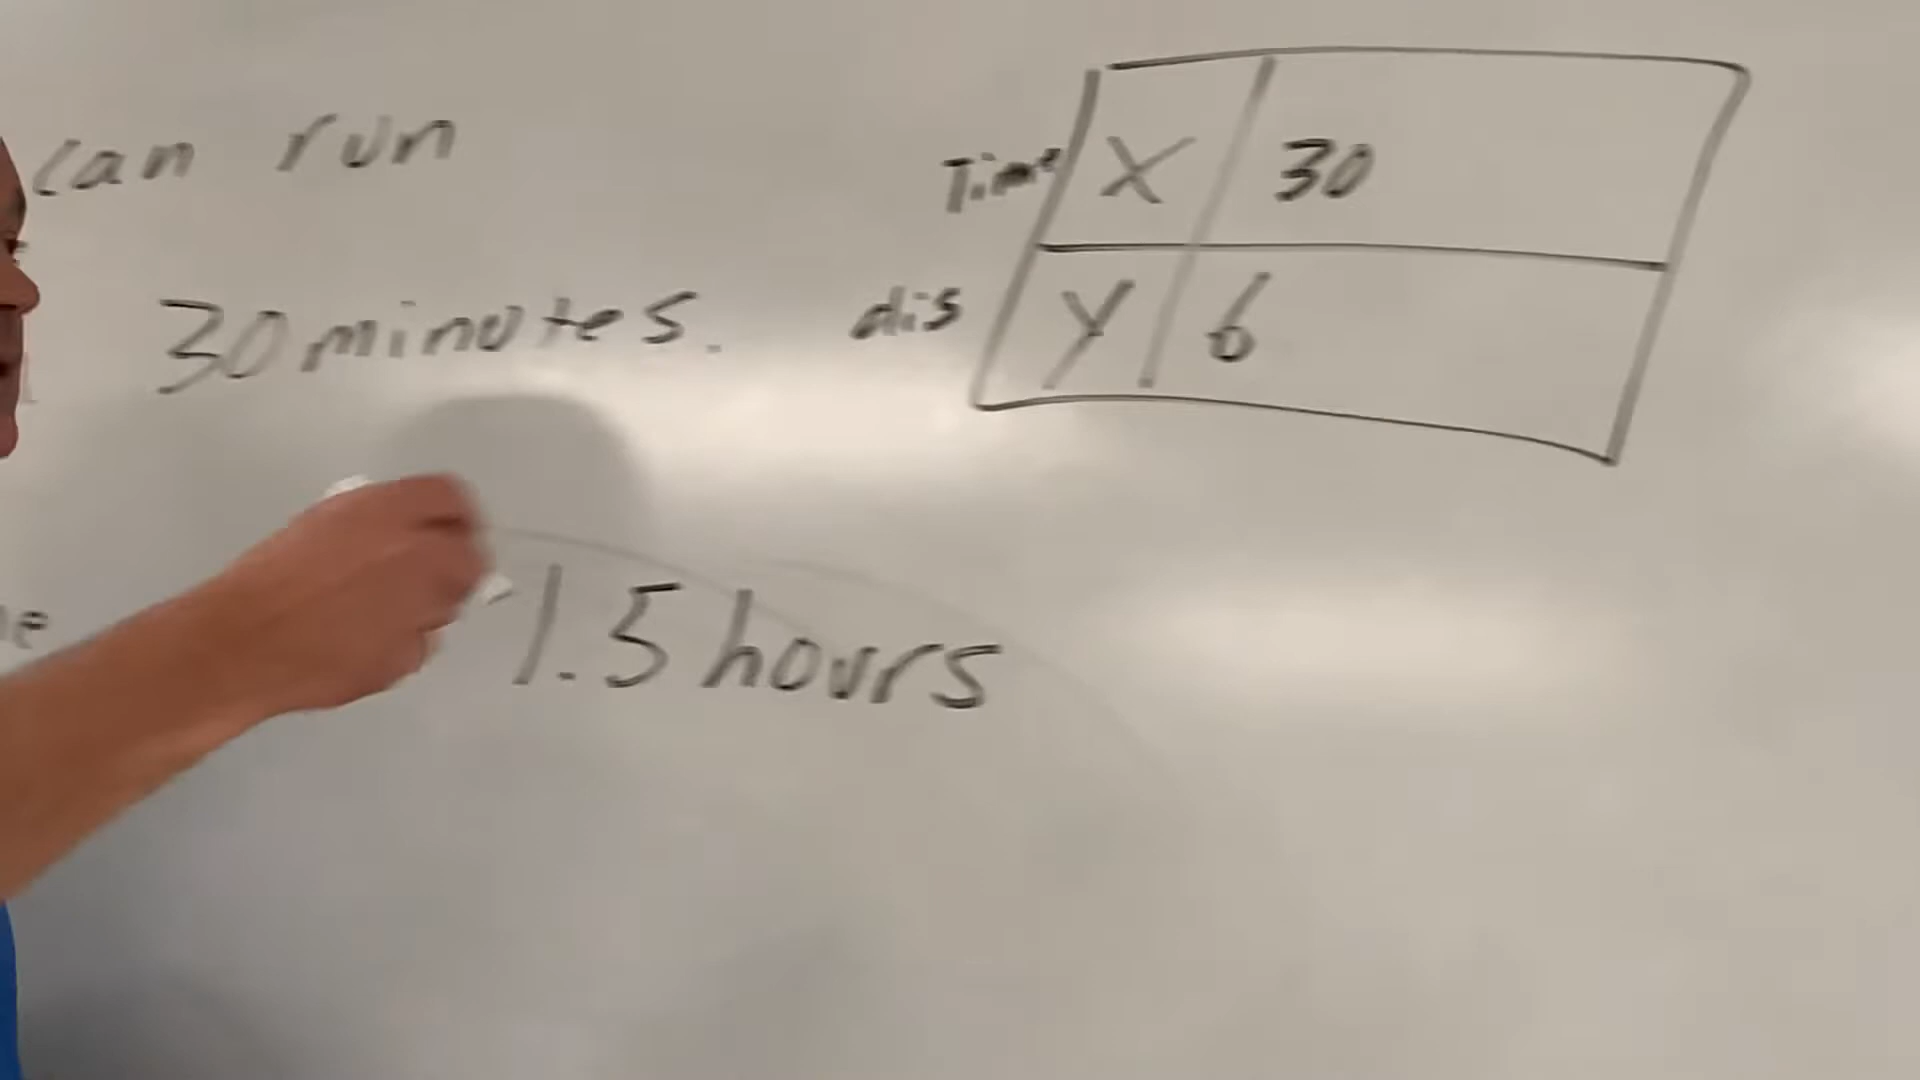 can run
30 minutes.
1.5 hours
Time X 30
dis y 6